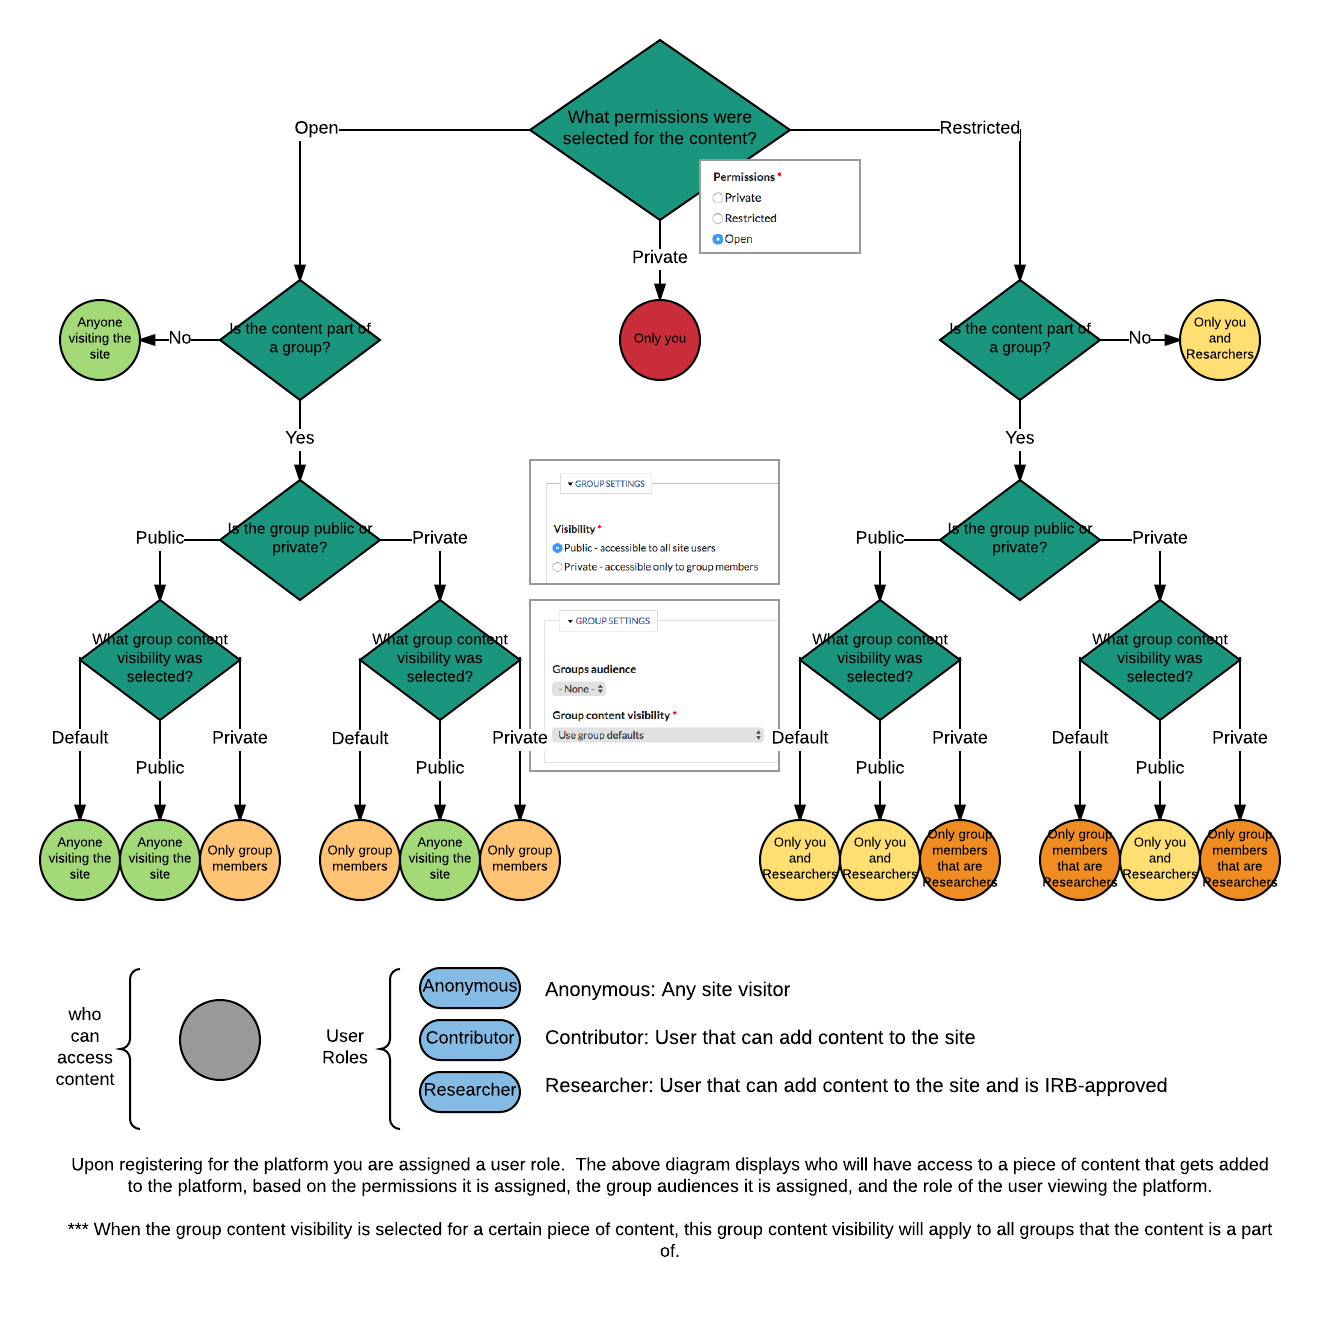 What permissions were
selected for the content?
Open
Restricted
Permissions *
Private
Restricted
Open
Private
Anyone
visiting the
site
No
Is the content part of
a group?
Only you
Is the content part of
a group?
No
Only you
and
Resarchers
Yes
Yes
GROUP SETTINGS
Visibility *
Public - accessible to all site users
Private - accessible only to group members
Public
Is the group public or
private?
Private
Public
Is the group public or
private?
Private
What group content
visibility was
selected?
What group content
visibility was
selected?
GROUP SETTINGS
Groups audience
- None -
Group content visibility *
Use group defaults
What group content
visibility was
selected?
What group content
visibility was
selected?
Default
Public
Private
Default
Public
Private
Default
Public
Private
Default
Public
Private
Anyone
visiting the
site
Anyone
visiting the
site
Only group
members
Only group
members
Anyone
visiting the
site
Only group
members
Only you
and
Researchers
Only you
and
Researchers
Only group
members
that are
Researchers
Only group
members
that are
Researchers
Only you
and
Researchers
Only group
members
that are
Researchers
who
can
access
content
User
Roles
Anonymous
Anonymous: Any site visitor
Contributor
Contributor: User that can add content to the site
Researcher
Researcher: User that can add content to the site and is IRB-approved
Upon registering for the platform you are assigned a user role. The above diagram displays who will have access to a piece of content that gets added
to the platform, based on the permissions it is assigned, the group audiences it is assigned, and the role of the user viewing the platform.
*** When the group content visibility is selected for a certain piece of content, this group content visibility will apply to all groups that the content is a part
of.